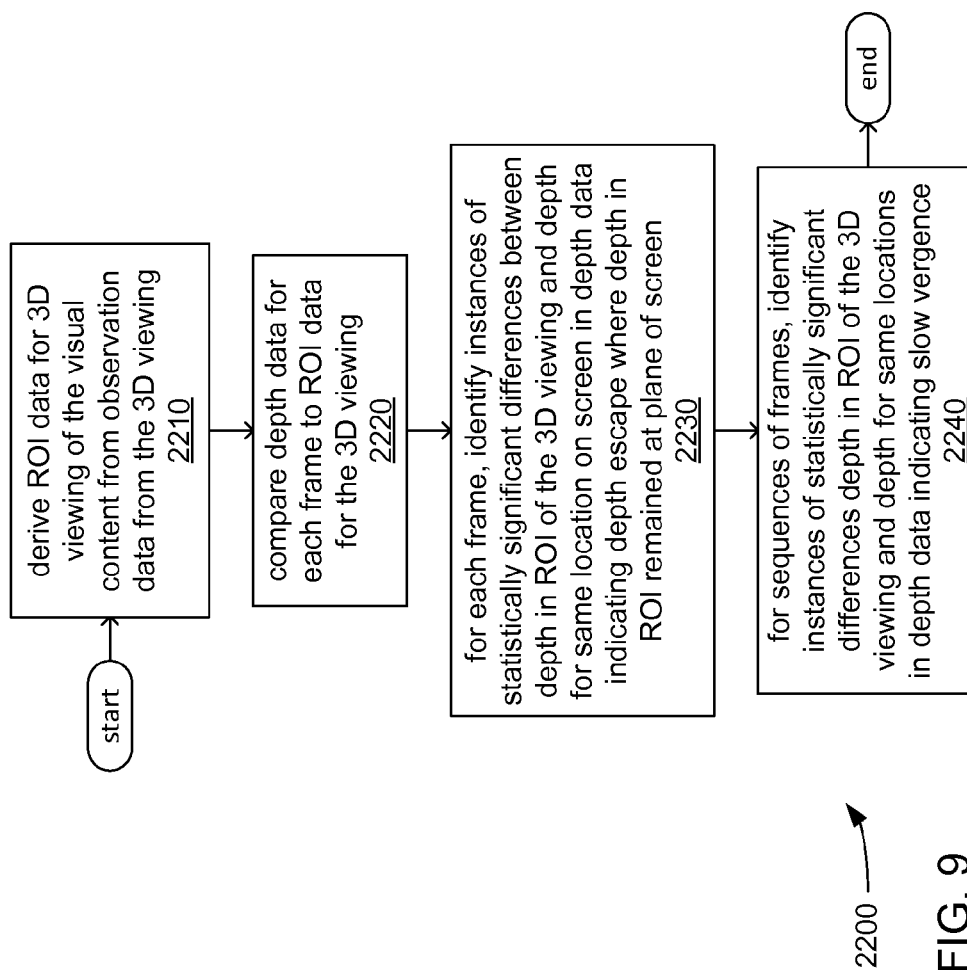 start
derive ROI data for 3D
viewing of the visual
content from observation
data from the 3D viewing
2210
compare depth data for
each frame to ROI data
for the 3D viewing
2220
for each frame, identify instances of
statistically significant differences between
depth in ROI of the 3D viewing and depth
for same location on screen in depth data
indicating depth escape where depth in
ROI remained at plane of screen
2230
for sequences of frames, identify
instances of statistically significant
differences depth in ROI of the 3D
viewing and depth for same locations
in depth data indicating slow vergence
2240
end
2200
FIG. 9